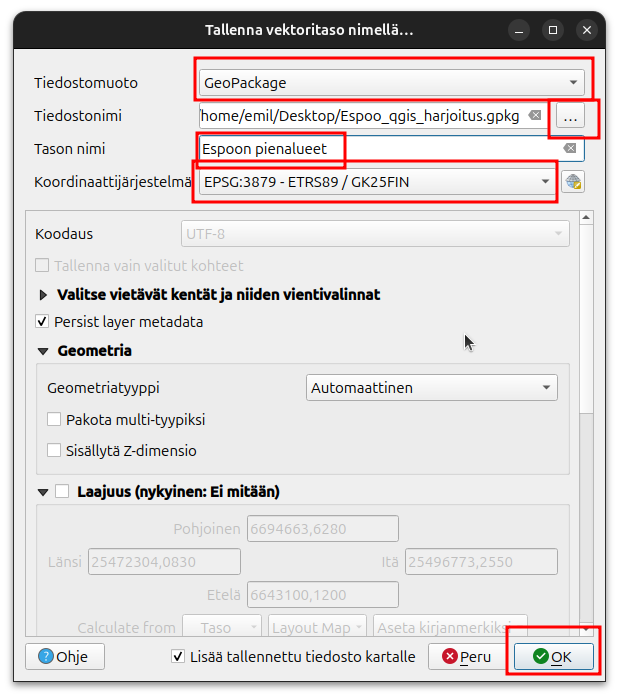 Tallenna vektoritaso nimellä…
Tiedostomuoto GeoPackage
Tiedostonimi home/emil/Desktop/Espoo_qgis_harjoitus.gpkg …
Tason nimi Espoon pienalueet
Koordinaattijärjestelmä EPSG:3879 - ETRS89 / GK25FIN
Koodaus UTF-8
Tallenna vain valitut kohteet
Valitse vietävät kentät ja niiden vientivalinnat
Persist layer metadata
Geometria
Geometriatyyppi Automaattinen
Pakota multi-tyypiksi
Sisällytä Z-dimensio
Laajuus (nykyinen: Ei mitään)
Pohjoinen 6694663,6280
Länsi 25472304,0830 Itä 25496773,2550
Etelä 6643100,1200
Calculate from Taso Layout Map Aseta kirjanmerkiksi
Ohje Lisää tallennettu tiedosto kartalle Peru OK